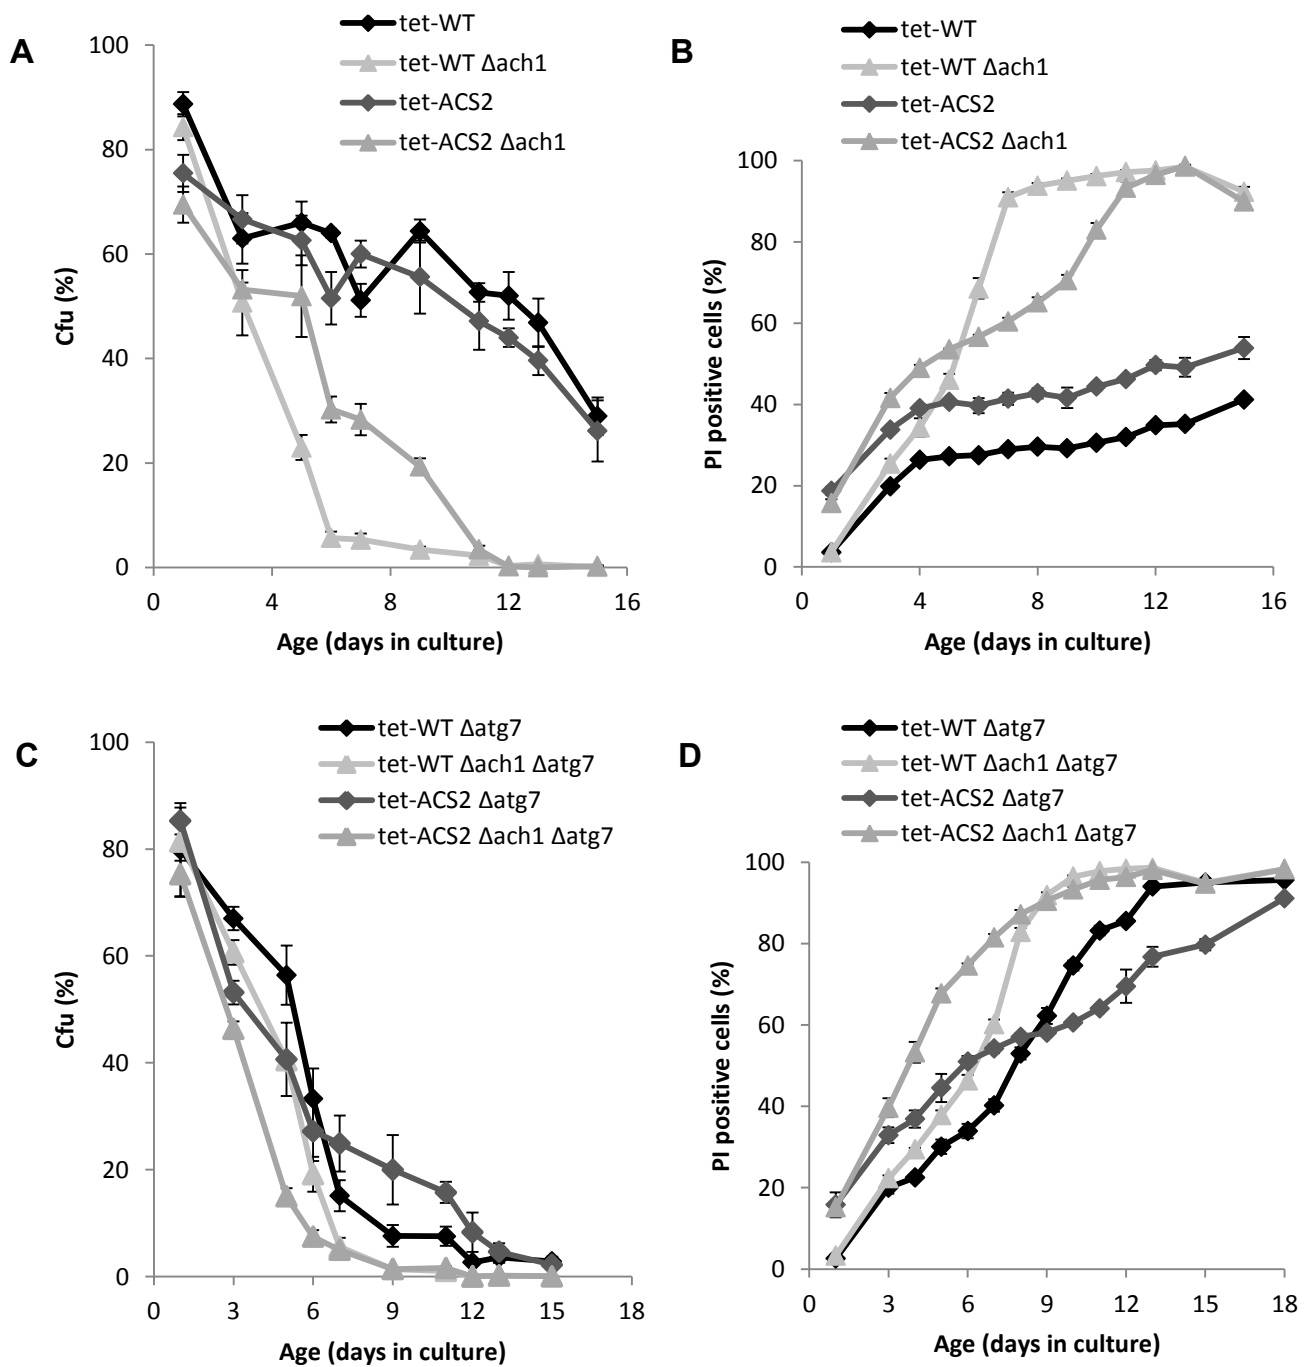 A
tet-WT
tet-WT Δach1
tet-ACS2
tet-ACS2 Δach1
100
80
60
40
20
0
Cfu (%)
0 4 8 12 16
Age (days in culture)
B
tet-WT
tet-WT Δach1
tet-ACS2
tet-ACS2 Δach1
100
80
60
40
20
0
PI positive cells (%)
0 4 8 12 16
Age (days in culture)
C
tet-WT Δatg7
tet-WT Δach1 Δatg7
tet-ACS2 Δatg7
tet-ACS2 Δach1 Δatg7
100
80
60
40
20
0
Cfu (%)
0 3 6 9 12 15 18
Age (days in culture)
D
tet-WT Δatg7
tet-WT Δach1 Δatg7
tet-ACS2 Δatg7
tet-ACS2 Δach1 Δatg7
100
80
60
40
20
0
PI positive cells (%)
0 3 6 9 12 15 18
Age (days in culture)